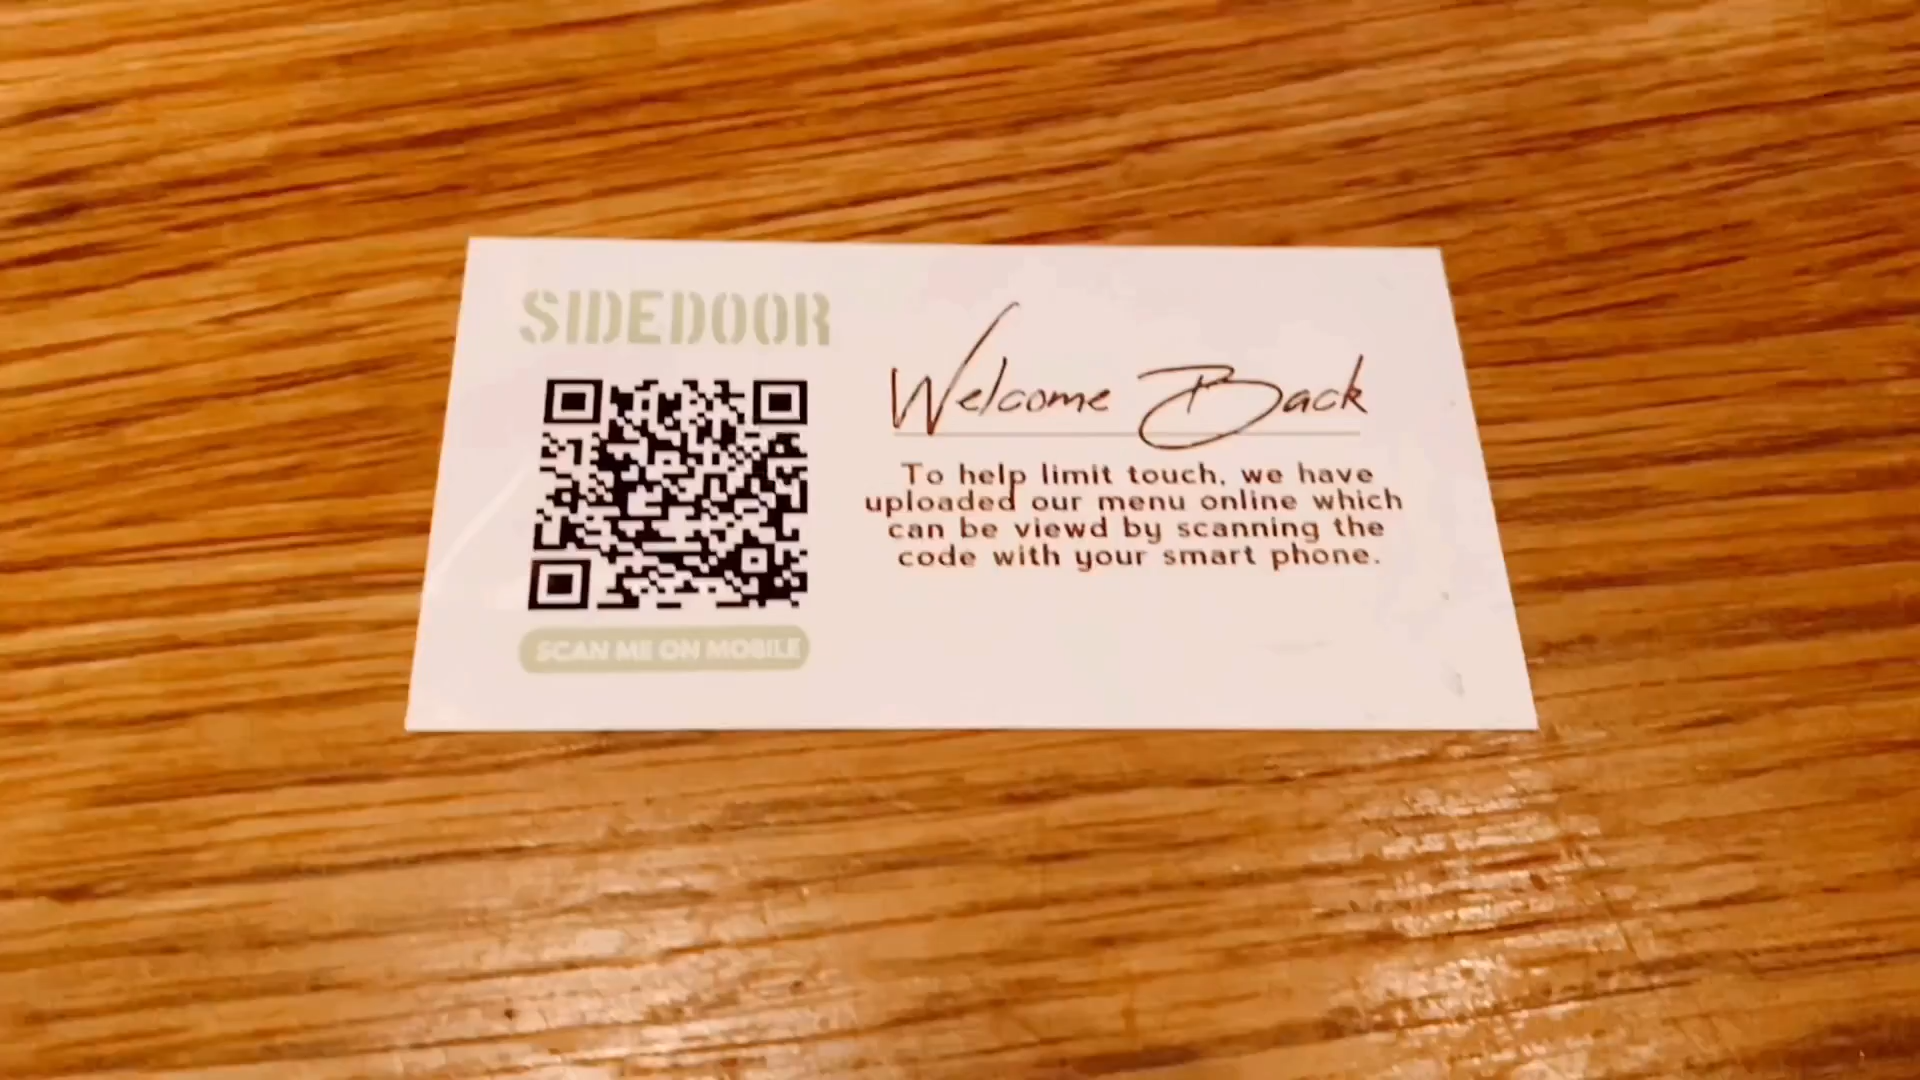 SIDEDOOR
SCAN ME ON MOBILE
Welcome Back
To help limit touch, we have
uploaded our menu online which
can be viewd by scanning the
code with your smart phone.